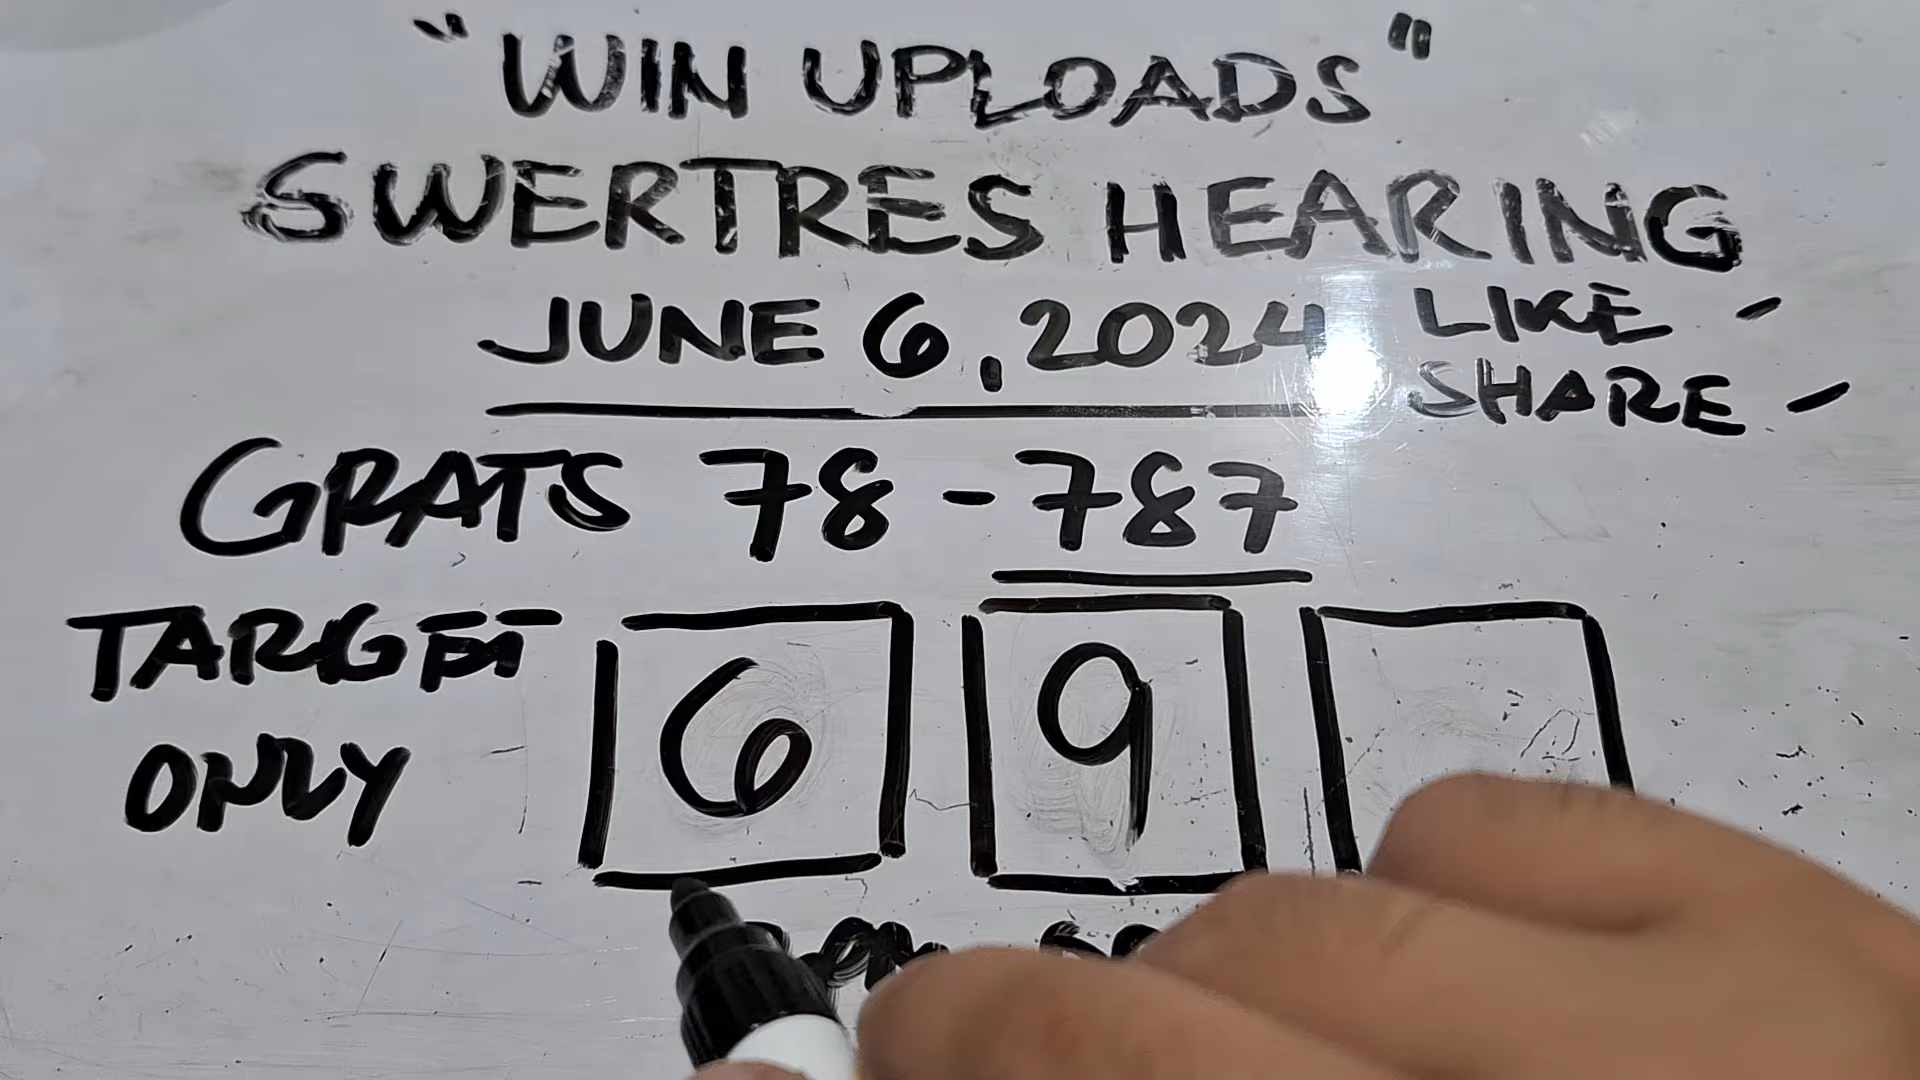 "WIN UPLOADS"
SWERTRES HEARING
JUNE 6, 2024
LIKE -
SHARE -
GRATS 78 - 787
TARGET
ONLY
6 9